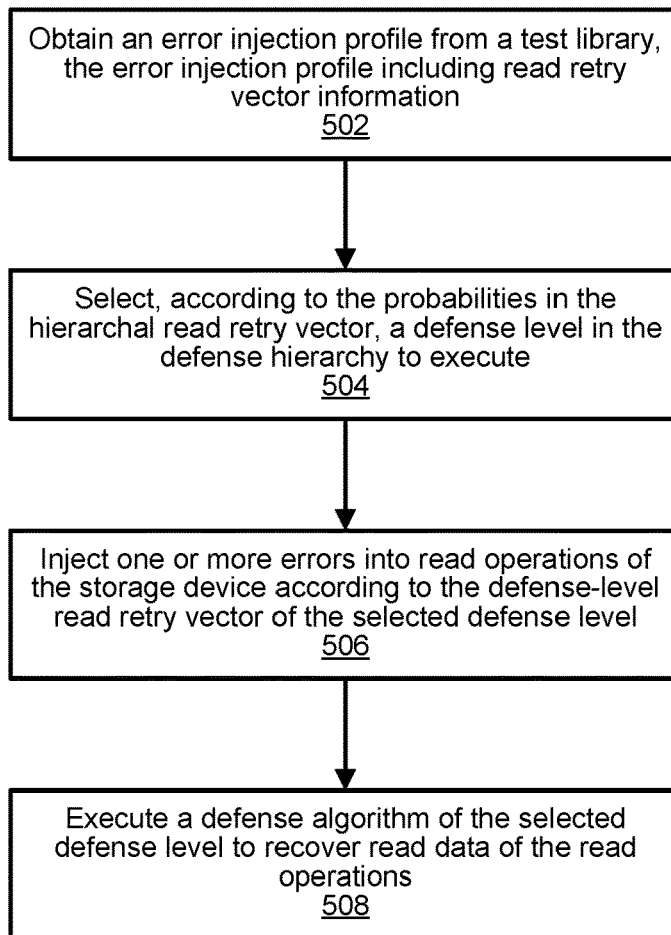 Obtain an error injection profile from a test library,
the error injection profile including read retry
vector information
502
Select, according to the probabilities in the
hierarchal read retry vector, a defense level in the
defense hierarchy to execute
504
Inject one or more errors into read operations of
the storage device according to the defense-level
read retry vector of the selected defense level
506
Execute a defense algorithm of the selected
defense level to recover read data of the read
operations
508